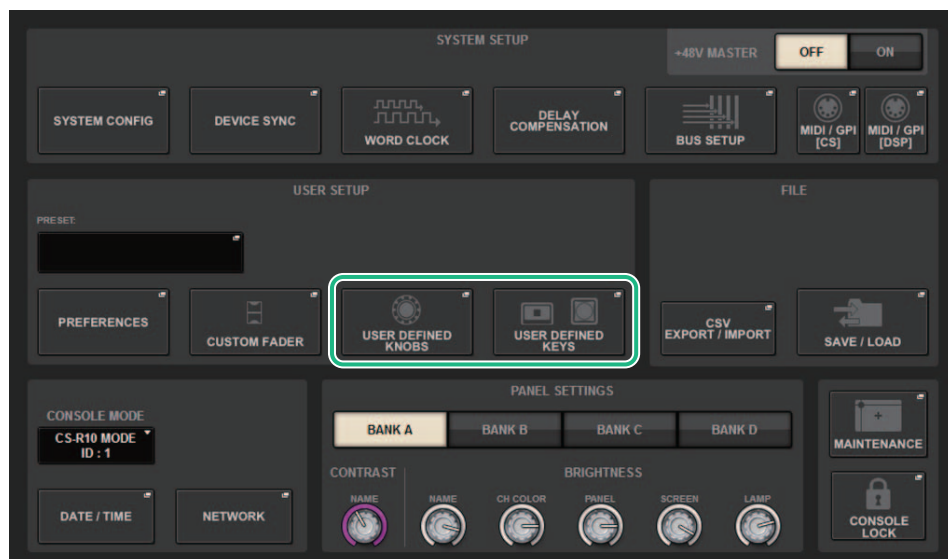 SYSTEM SETUP
+48V MASTER
OFF
ON
SYSTEM CONFIG
DEVICE SYNC
WORD CLOCK
DELAY
COMPENSATION
BUS SETUP
MIDI / GPI
[CS]
MIDI / GPI
[DSP]
USER SETUP
PRESET:
PREFERENCES
CUSTOM FADER
USER DEFINED
KNOBS
USER DEFINED
KEYS
FILE
CSV
EXPORT / IMPORT
SAVE / LOAD
CONSOLE MODE
CS-R10 MODE
ID : 1
DATE / TIME
NETWORK
PANEL SETTINGS
BANK A
BANK B
BANK C
BANK D
CONTRAST
BRIGHTNESS
NAME
NAME
CH COLOR
PANEL
SCREEN
LAMP
MAINTENANCE
CONSOLE
LOCK